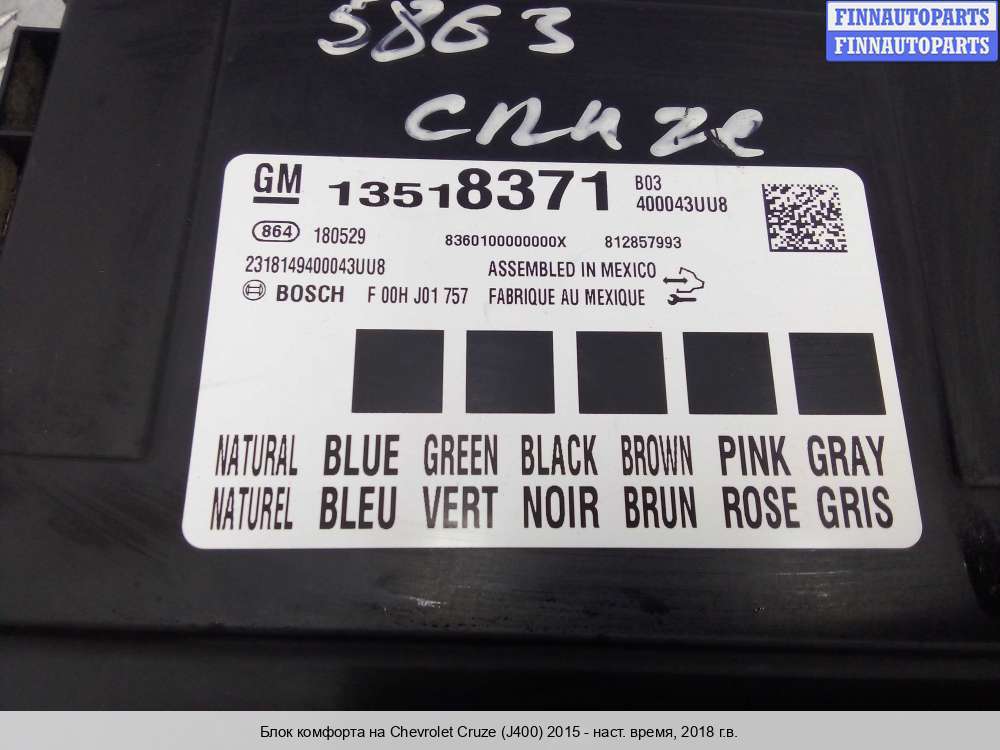 FINNAUTOPARTS
FINNAUTOPARTS
5863
CRUZE
GM 13518371 B03
400043UU8
864 180529 8360100000000X 812857993
2318149400043UU8 ASSEMBLED IN MEXICO
BOSCH F 00H J01 757 FABRIQUE AU MEXIQUE
NATURAL BLUE GREEN BLACK BROWN PINK GRAY
NATUREL BLEU VERT NOIR BRUN ROSE GRIS
Блок комфорта на Chevrolet Cruze (J400) 2015 - наст. время, 2018 г.в.